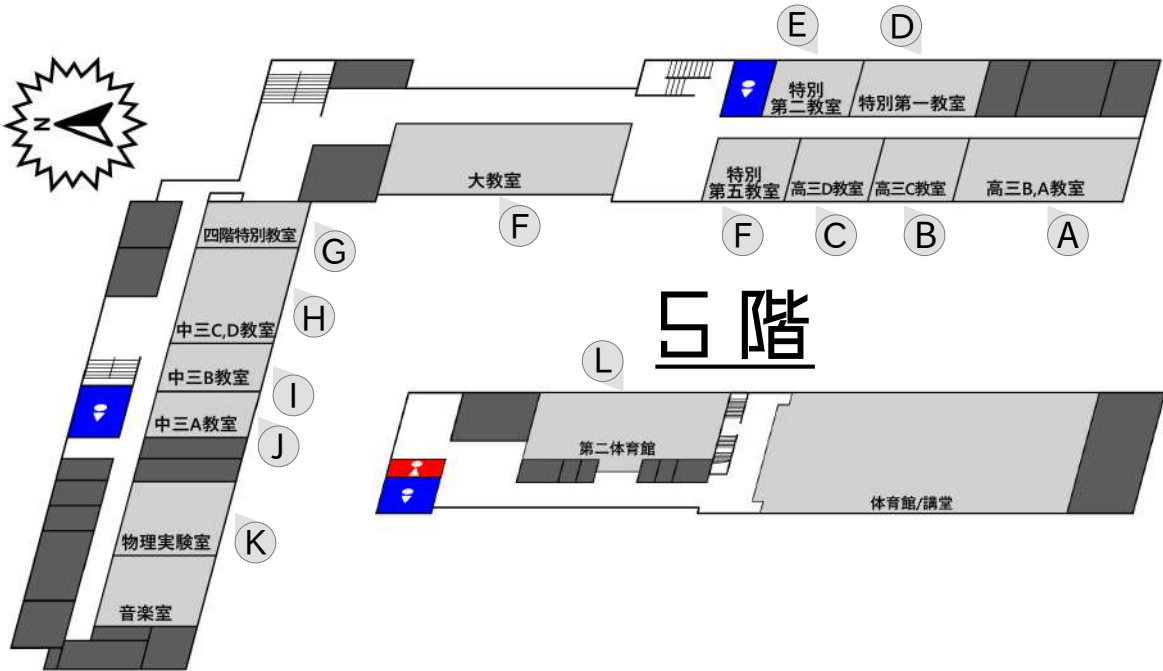 E
D
N
特別
第二教室
特別第一教室
大教室
特別
第五教室
高三D教室
高三C教室
高三B,A教室
F
F
C
B
A
四階特別教室
G
中三C,D教室
H
5階
中三B教室
I
L
中三A教室
J
第二体育館
体育館/講堂
物理実験室
K
音楽室